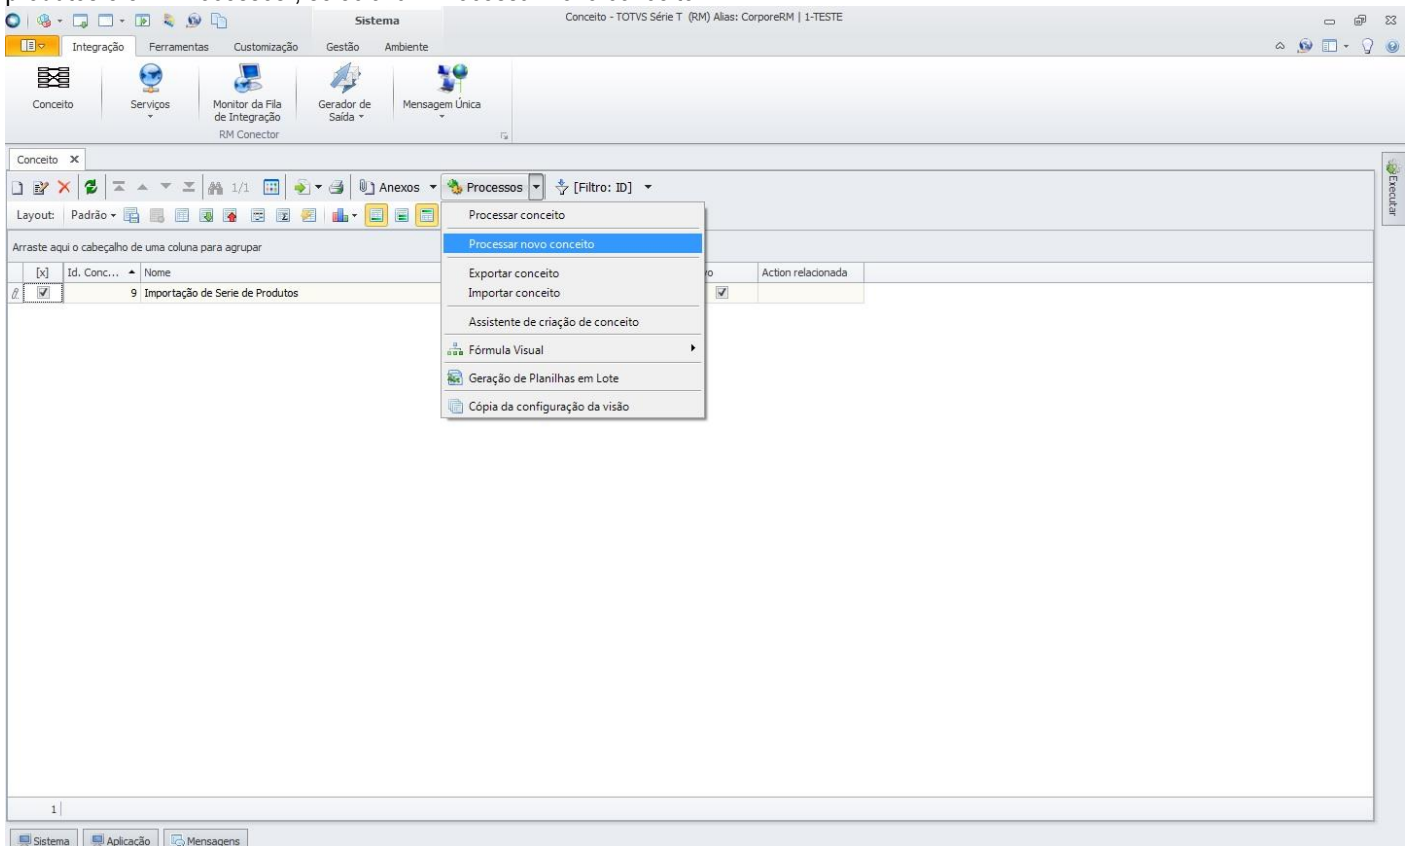 Sistema
Conceito - TOTVS Série T (RM) Alias: CorporeRM | 1-TESTE
Integração Ferramentas Customização Gestão Ambiente
Conceito Serviços Monitor da Fila de Integração Gerador de Saída Mensagem Única
RM Conector
Conceito X
1/1 Anexos Processos [Filtro: ID]
Executar
Layout: Padrão
Processar conceito
Arraste aqui o cabeçalho de uma coluna para agrupar
Processar novo conceito
[x] Id. Conc... Nome Action relacionada
Exportar conceito
9 Importação de Serie de Produtos
Importar conceito
Assistente de criação de conceito
Fórmula Visual
Geração de Planilhas em Lote
Cópia da configuração da visão
1
Sistema Aplicação Mensagens